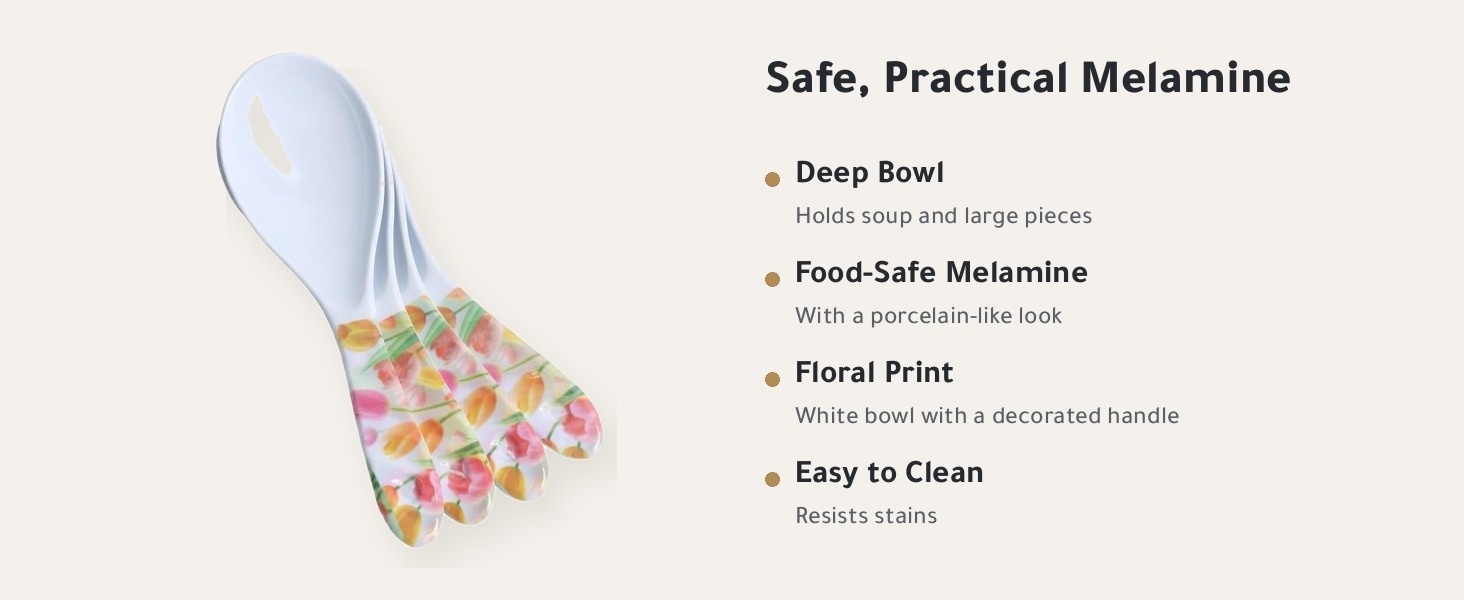 Safe, Practical Melamine
Deep Bowl
Holds soup and large pieces
Food-Safe Melamine
With a porcelain-like look
Floral Print
White bowl with a decorated handle
Easy to Clean
Resists stains